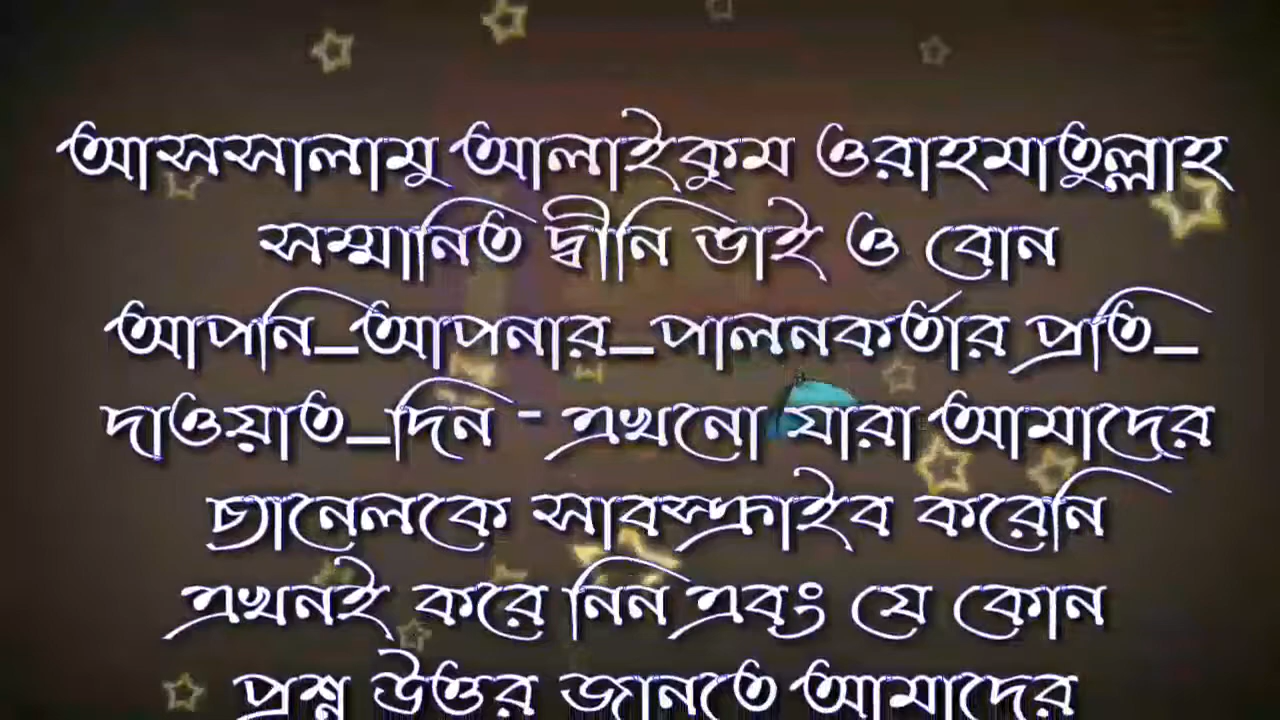 আসসালামু আলাইকুম ওরাহমাতুল্লাহ
সম্মানিত দ্বীনি ভাই ও বোন
আপনি_আপনার_পালনকর্তার প্রতি_
দাওয়াত_দিন - এখনো যারা আমাদের
চ্যানেলকে সাবস্ক্রাইব করেনি
এখনই করে নিন এবং যে কোন
প্রশ্ন উত্তর জানতে আমাদের